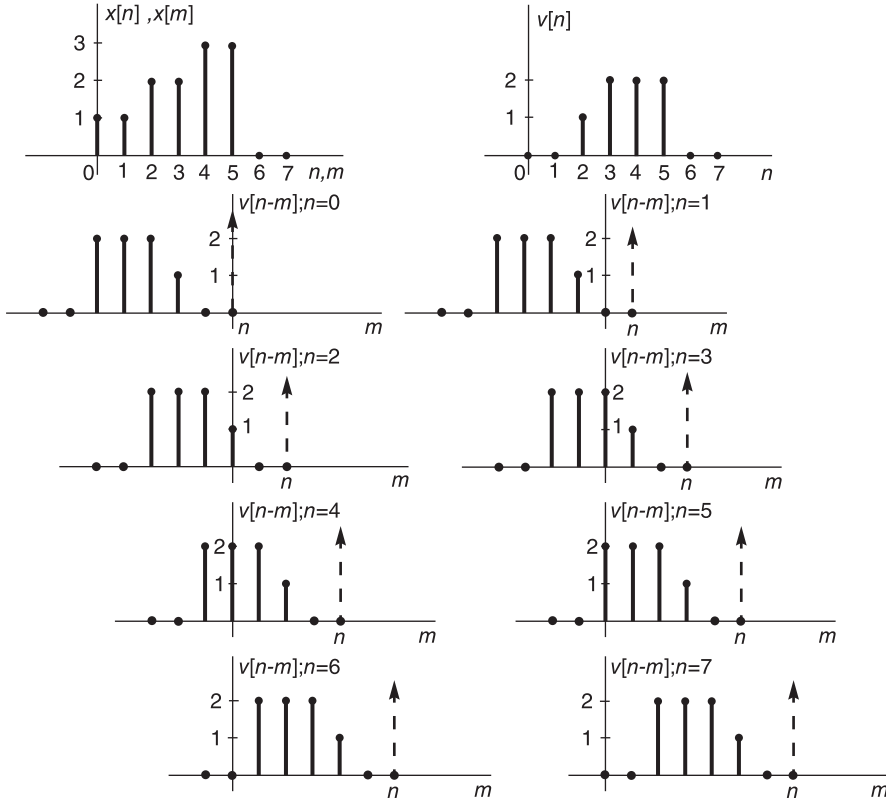 x[n] ,x[m]
3
2
1
0 1 2 3 4 5 6 7 n,m
v[n]
2
1
0 1 2 3 4 5 6 7 n
v[n-m];n=0
2
1
n m
v[n-m];n=1
2
1
n m
v[n-m];n=2
2
1
n m
v[n-m];n=3
2
1
n m
v[n-m];n=4
2
1
n m
v[n-m];n=5
2
1
n m
v[n-m];n=6
2
1
n m
v[n-m];n=7
2
1
n m